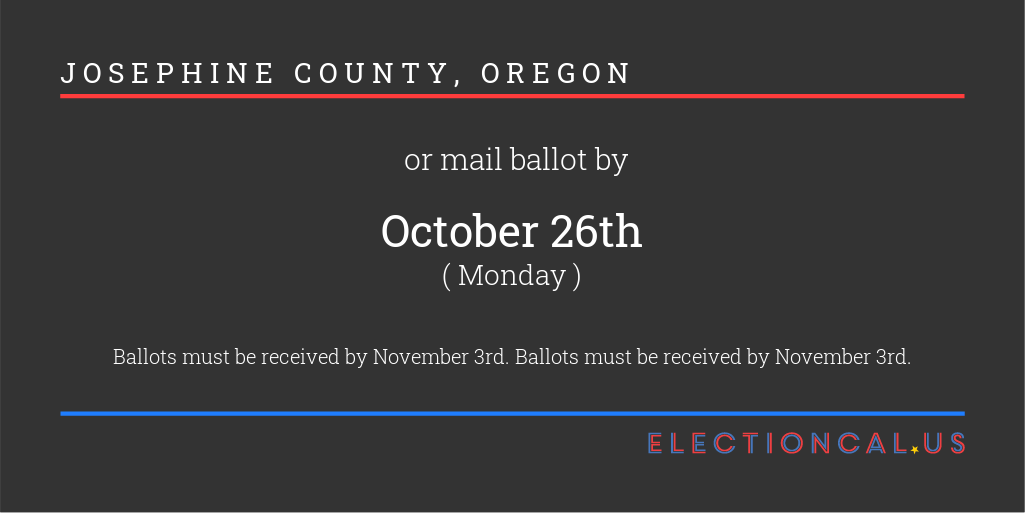 JOSEPHINE COUNTY, OREGON
or mail ballot by
October 26th
( Monday )
Ballots must be received by November 3rd. Ballots must be received by November 3rd.
ELECTIONCAL.US